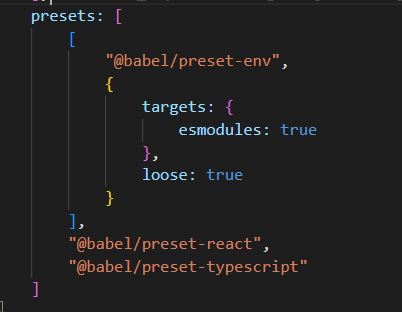 presets: [
[
"@babel/preset-env",
{
targets: {
esmodules: true
},
loose: true
}
],
"@babel/preset-react",
"@babel/preset-typescript"
]